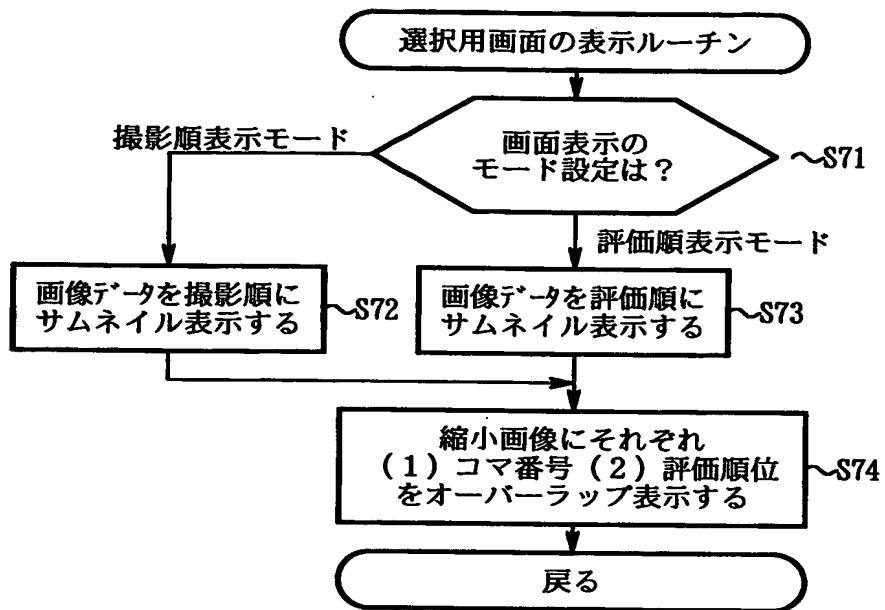 選択用画面の表示ルーチン
撮影順表示モード
画面表示の
モード設定は？
S71
評価順表示モード
画像データを撮影順に
サムネイル表示する
S72
画像データを評価順に
サムネイル表示する
S73
縮小画像にそれぞれ
（１）コマ番号（２）評価順位
をオーバーラップ表示する
S74
戻る